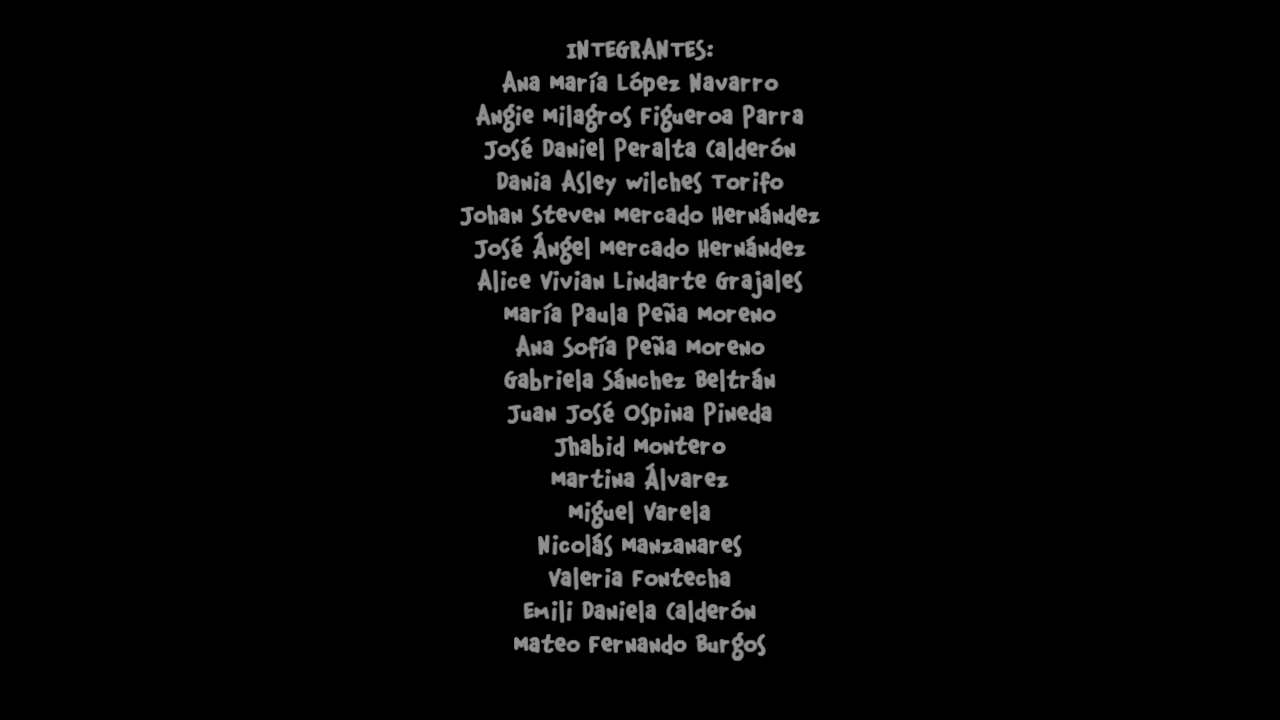 INTEGRANTES:
Ana María López Navarro
Angie Milagros Figueroa Parra
José Daniel Peralta Calderón
Dania Asley Wilches Torifo
Johan Steven Mercado Hernández
José Ángel Mercado Hernández
Alice Vivian Lindarte Grajales
María Paula Peña Moreno
Ana Sofía Peña Moreno
Gabriela Sánchez Beltrán
Juan José Ospina Pineda
Jhabid Montero
Martina Álvarez
Miguel Varela
Nicolás Manzanares
Valeria Fontecha
Emili Daniela Calderón
Mateo Fernando Burgos